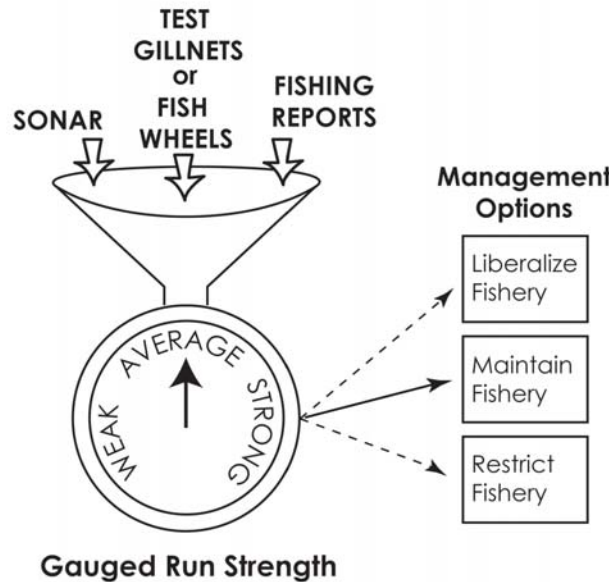 TEST
GILLNETS
or
FISH
WHEELS
SONAR
FISHING
REPORTS
WEAK AVERAGE STRONG
Gauged Run Strength
Management
Options
Liberalize
Fishery
Maintain
Fishery
Restrict
Fishery